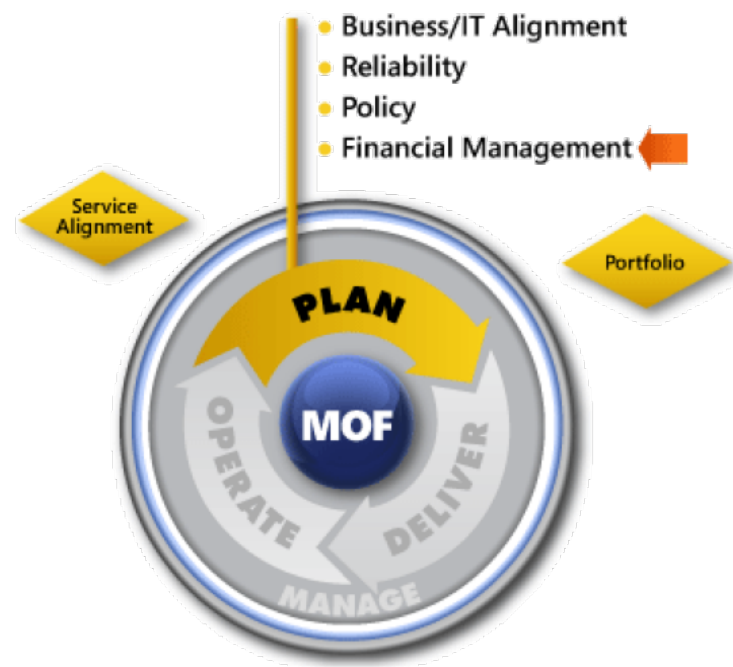 Business/IT Alignment
Reliability
Policy
Financial Management
Service
Alignment
Portfolio
PLAN
MOF
OPERATE
DELIVER
MANAGE